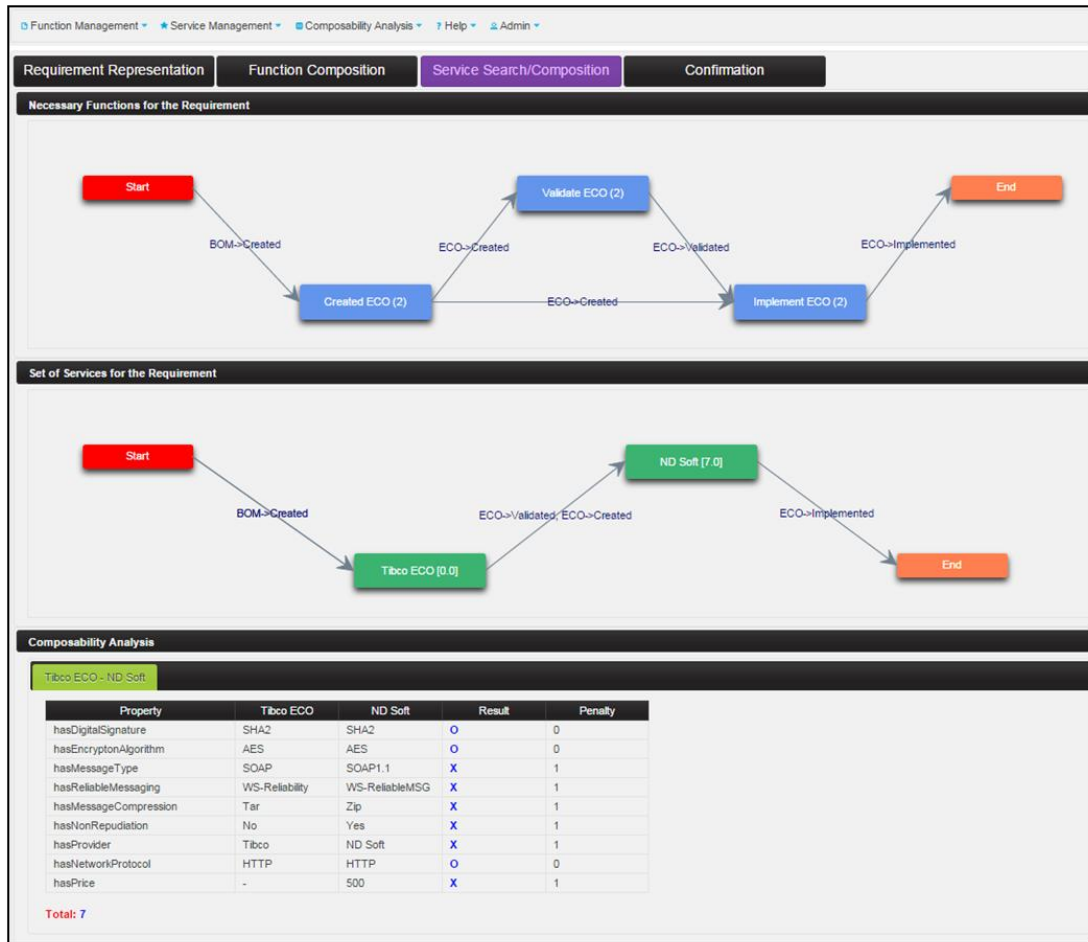 Function Management Service Management Composability Analysis ? Help Admin
Requirement Representation Function Composition Service Search/Composition Confirmation
Necessary Functions for the Requirement
Start Validate ECO (2) End
BOM->Created ECO->Created ECO->Validated ECO->Implemented
Created ECO (2) ECO->Created Implement ECO (2)
Set of Services for the Requirement
Start ND Soft [7.0]
BOM->Created ECO->Validated; ECO->Created ECO->Implemented
Tibco ECO [0.0] End
Composability Analysis
Tibco ECO - ND Soft
Property Tibco ECO ND Soft Result Penalty
hasDigitalSignature SHA2 SHA2 O 0
hasEncryptonAlgorithm AES AES O 0
hasMessageType SOAP SOAP1.1 X 1
hasReliableMessaging WS-Reliability WS-ReliableMSG X 1
hasMessageCompression Tar Zip X 1
hasNonRepudiation No Yes X 1
hasProvider Tibco ND Soft X 1
hasNetworkProtocol HTTP HTTP O 0
hasPrice - 500 X 1
Total: 7